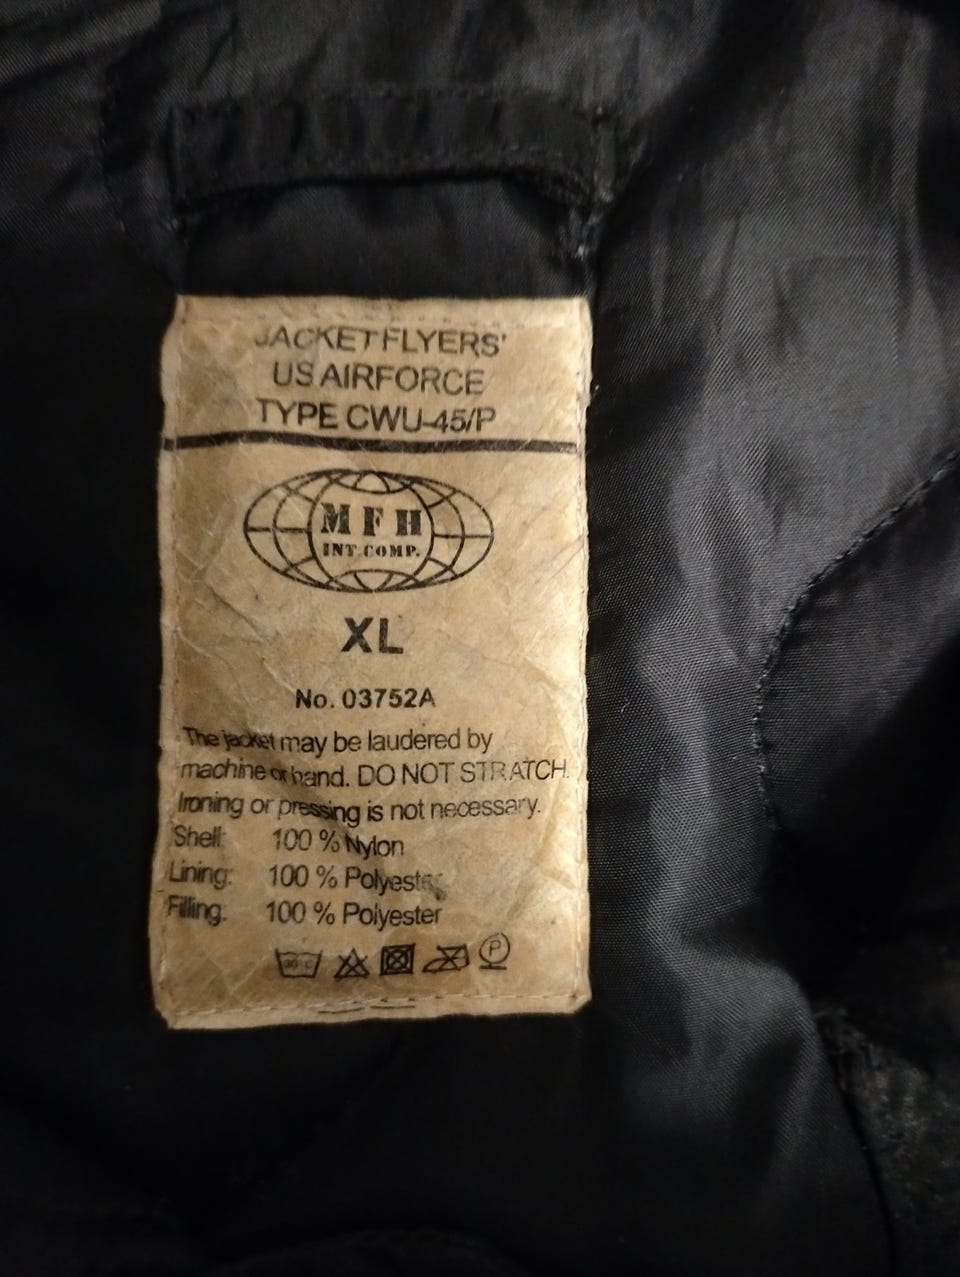 JACKET FLYERS'
US AIRFORCE
TYPE CWU-45/P
MFH
INT. COMP.
XL
No. 03752A
The jacket may be laudered by
machine or hand. DO NOT STRATCH.
Ironing or pressing is not necessary.
Shell: 100 % Nylon
Lining: 100 % Polyester
Filling: 100 % Polyester
30°C P